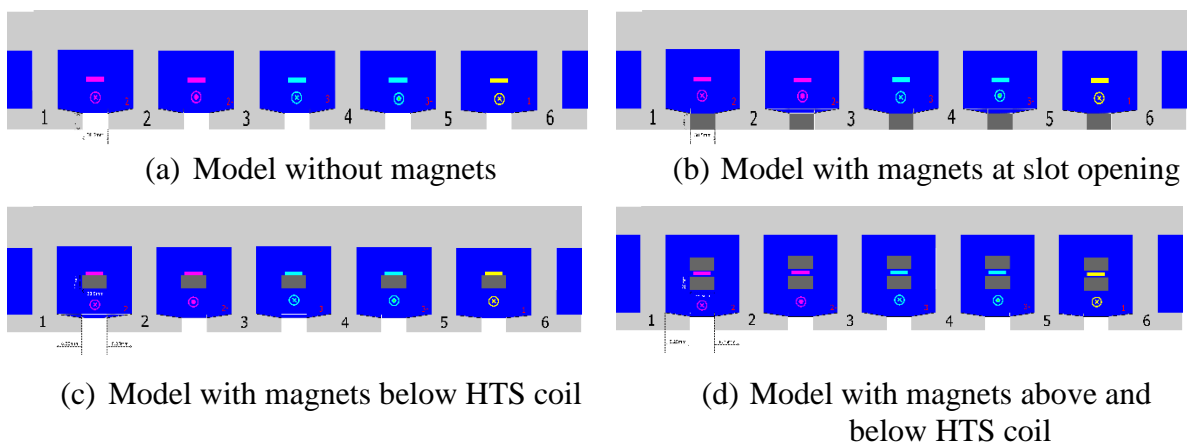 1 2 3 4 5 6
(a) Model without magnets
1 2 3 4 5 6
(b) Model with magnets at slot opening
1 2 3 4 5 6
(c) Model with magnets below HTS coil
1 2 3 4 5 6
(d) Model with magnets above and
below HTS coil